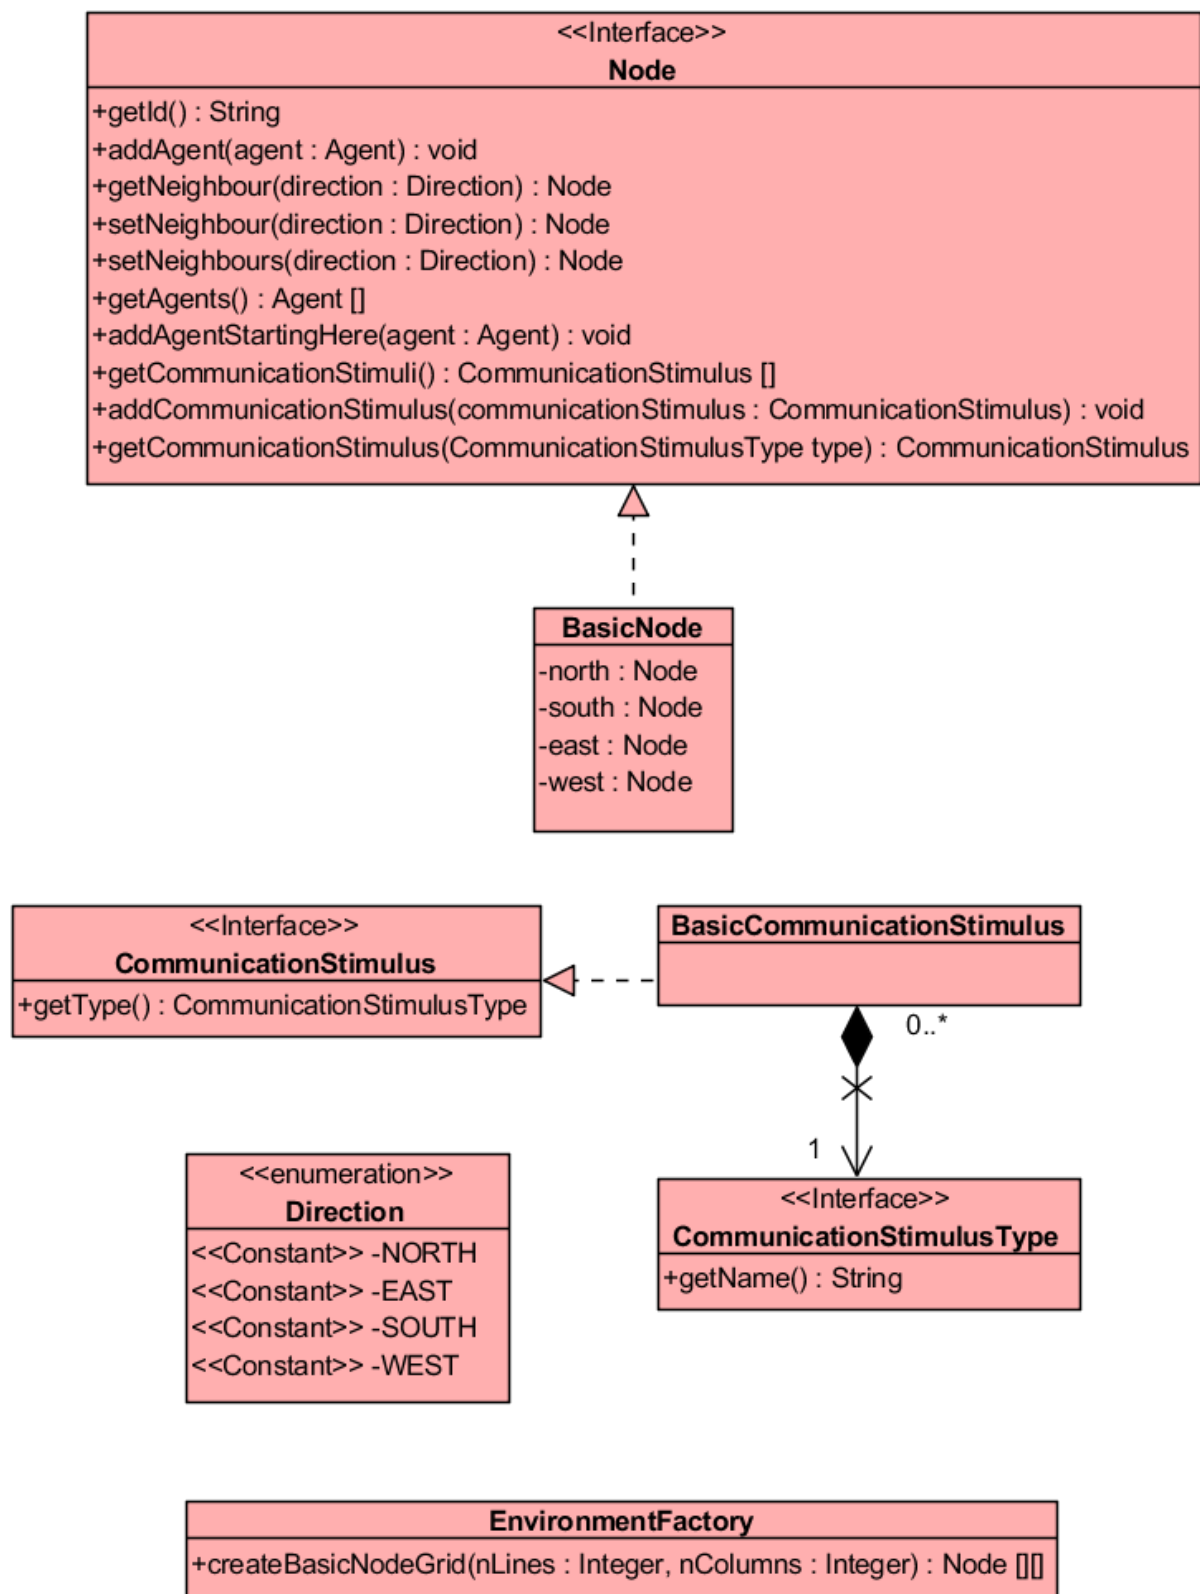 <<Interface>>
Node
+getId() : String
+addAgent(agent : Agent) : void
+getNeighbour(direction : Direction) : Node
+setNeighbour(direction : Direction) : Node
+setNeighbours(direction : Direction) : Node
+getAgents() : Agent []
+addAgentStartingHere(agent : Agent) : void
+getCommunicationStimuli() : CommunicationStimulus []
+addCommunicationStimulus(communicationStimulus : CommunicationStimulus) : void
+getCommunicationStimulus(CommunicationStimulusType type) : CommunicationStimulus
BasicNode
-north : Node
-south : Node
-east : Node
-west : Node
<<Interface>>
CommunicationStimulus
+getType() : CommunicationStimulusType
BasicCommunicationStimulus
0..*
1
<<Interface>>
CommunicationStimulusType
+getName() : String
<<enumeration>>
Direction
<<Constant>> -NORTH
<<Constant>> -EAST
<<Constant>> -SOUTH
<<Constant>> -WEST
EnvironmentFactory
+createBasicNodeGrid(nLines : Integer, nColumns : Integer) : Node [][]